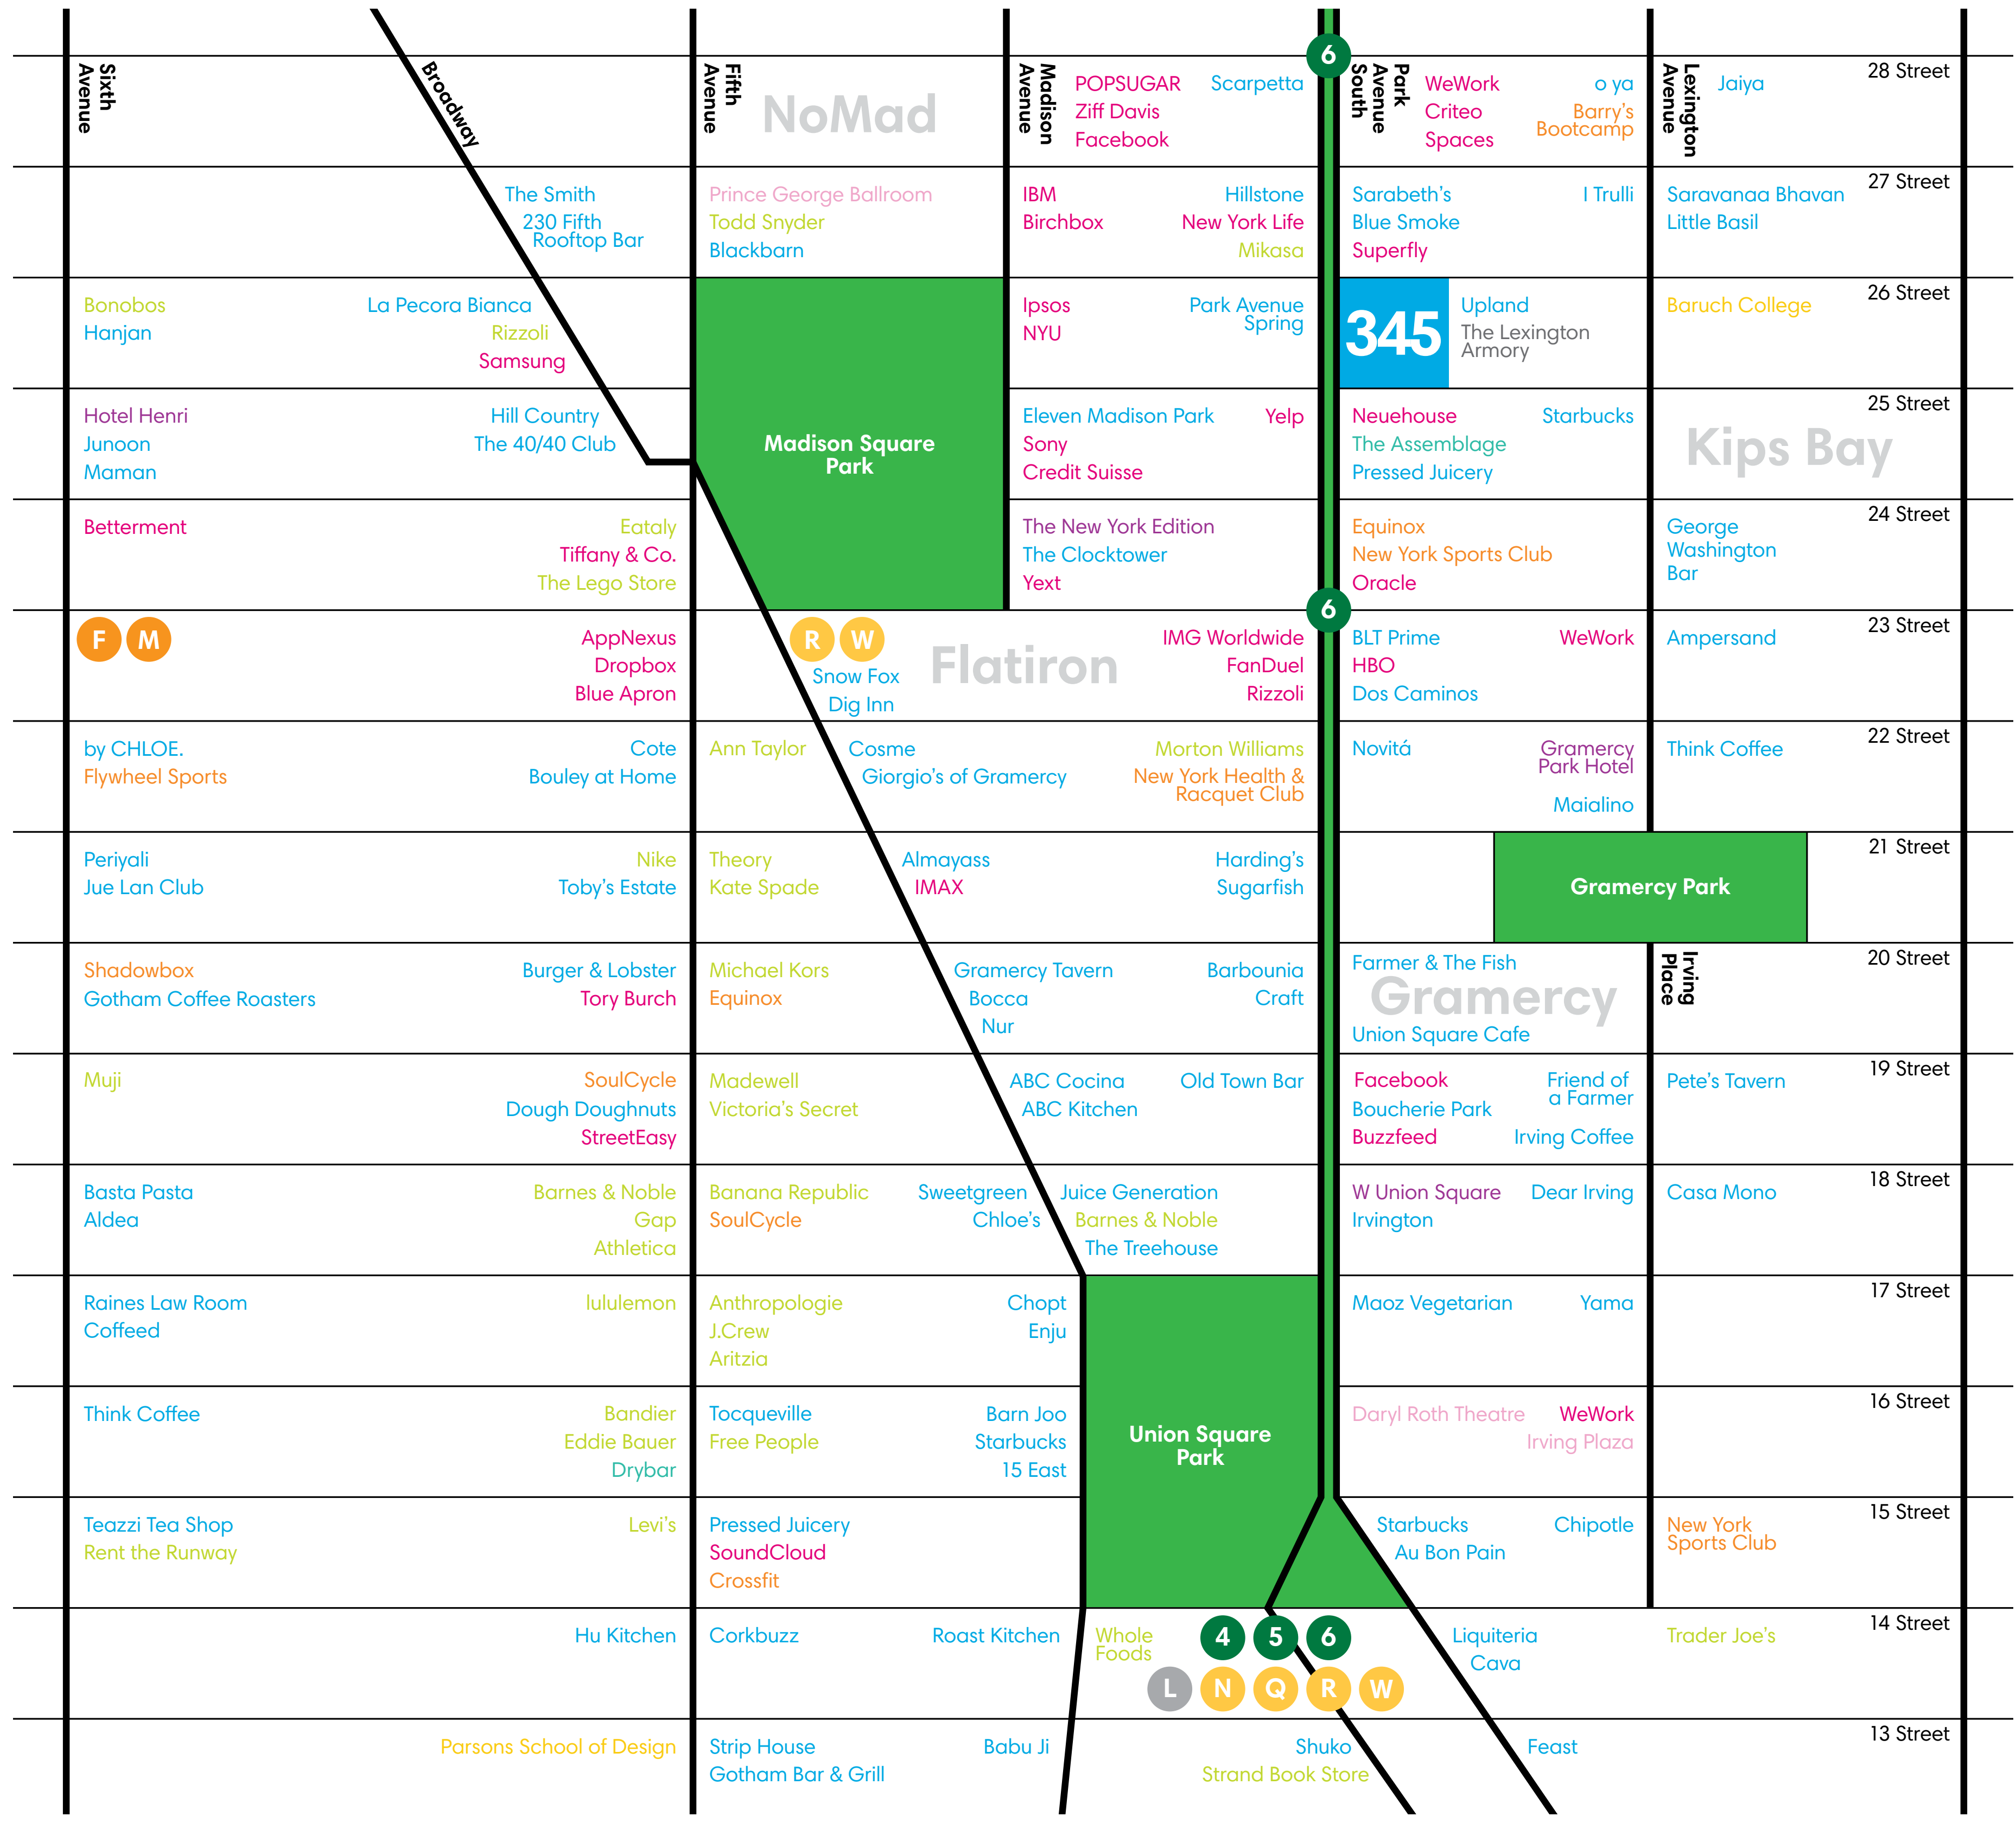 6
Sixth
Avenue
Broadway
Fifth
Avenue
NoMad
Madison
Avenue
POPSUGAR
Ziff Davis
Facebook
Scarpetta
Park
Avenue
South
WeWork
Criteo
Spaces
o ya
Barry's
Bootcamp
Lexington
Avenue
Jaiya
28 Street
The Smith
230 Fifth
Rooftop Bar
Prince George Ballroom
Todd Snyder
Blackbarn
IBM
Birchbox
Hillstone
New York Life
Mikasa
Sarabeth's
Blue Smoke
Superfly
I Trulli
Saravanaa Bhavan
Little Basil
27 Street
Bonobos
Hanjan
La Pecora Bianca
Rizzoli
Samsung
Ipsos
NYU
Park Avenue
Spring
345
Upland
The Lexington
Armory
Baruch College
26 Street
Hotel Henri
Junoon
Maman
Hill Country
The 40/40 Club
Madison Square
Park
Eleven Madison Park
Sony
Credit Suisse
Yelp
Neuehouse
The Assemblage
Pressed Juicery
Starbucks
Kips Bay
25 Street
Betterment
Eataly
Tiffany & Co.
The Lego Store
The New York Edition
The Clocktower
Yext
Equinox
New York Sports Club
Oracle
George
Washington
Bar
24 Street
6
F M
AppNexus
Dropbox
Blue Apron
R W
Snow Fox
Dig Inn
Flatiron
IMG Worldwide
FanDuel
Rizzoli
BLT Prime
HBO
Dos Caminos
WeWork
Ampersand
23 Street
by CHLOE.
Flywheel Sports
Cote
Bouley at Home
Ann Taylor
Cosme
Giorgio's of Gramercy
Morton Williams
New York Health &
Racquet Club
Novitá
Gramercy
Park Hotel
Maialino
Think Coffee
22 Street
Periyali
Jue Lan Club
Nike
Toby's Estate
Theory
Kate Spade
Almayass
IMAX
Harding's
Sugarfish
Gramercy Park
21 Street
Shadowbox
Gotham Coffee Roasters
Burger & Lobster
Tory Burch
Michael Kors
Equinox
Gramercy Tavern
Bocca
Nur
Barbounia
Craft
Farmer & The Fish
Gramercy
Union Square Cafe
Irving
Place
20 Street
Muji
SoulCycle
Dough Doughnuts
StreetEasy
Madewell
Victoria's Secret
ABC Cocina
ABC Kitchen
Old Town Bar
Facebook
Boucherie Park
Buzzfeed
Friend of
a Farmer
Irving Coffee
Pete's Tavern
19 Street
Basta Pasta
Aldea
Barnes & Noble
Gap
Athletica
Banana Republic
SoulCycle
Sweetgreen
Chloe's
Juice Generation
Barnes & Noble
The Treehouse
W Union Square
Irvington
Dear Irving
Casa Mono
18 Street
Raines Law Room
Coffeed
lululemon
Anthropologie
J.Crew
Aritzia
Chopt
Enju
Maoz Vegetarian
Yama
17 Street
Think Coffee
Bandier
Eddie Bauer
Drybar
Tocqueville
Free People
Barn Joo
Starbucks
15 East
Union Square
Park
Daryl Roth Theatre
WeWork
Irving Plaza
16 Street
Teazzi Tea Shop
Rent the Runway
Levi's
Pressed Juicery
SoundCloud
Crossfit
Starbucks
Au Bon Pain
Chipotle
New York
Sports Club
15 Street
Hu Kitchen
Corkbuzz
Roast Kitchen
Whole
Foods
4 5 6
L N Q R W
Liquiteria
Cava
Trader Joe's
14 Street
Parsons School of Design
Strip House
Gotham Bar & Grill
Babu Ji
Shuko
Strand Book Store
Feast
13 Street